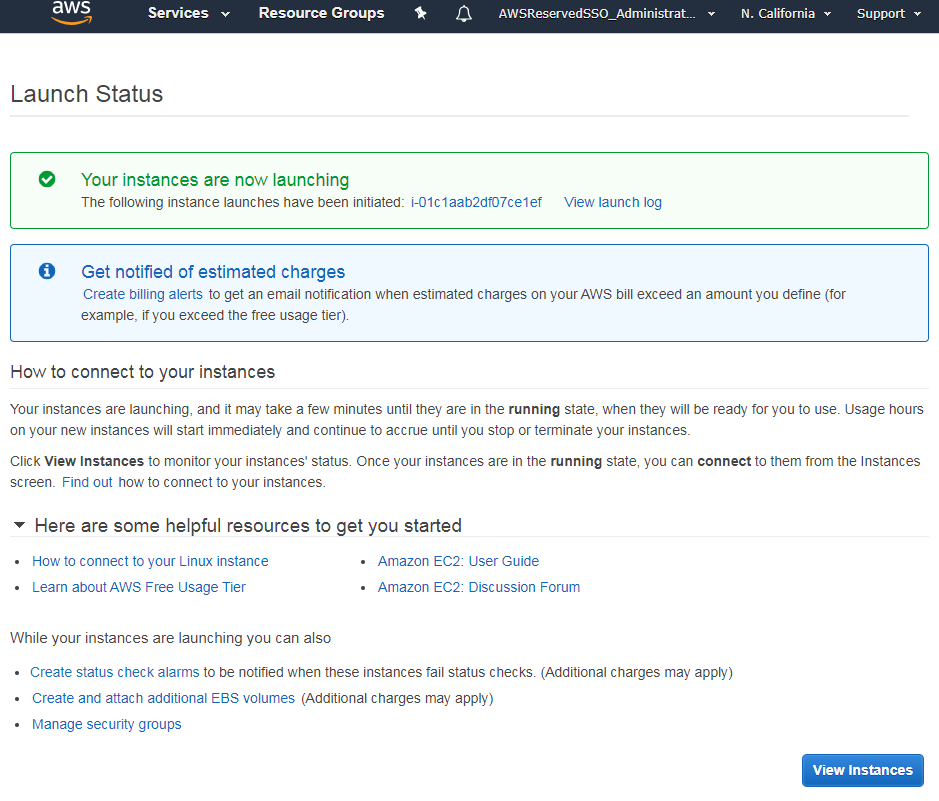 aws Services Resource Groups AWSReservedSSO_Administrat... N. California Support
Launch Status
Your instances are now launching
The following instance launches have been initiated: i-01c1aab2df07ce1ef View launch log
Get notified of estimated charges
Create billing alerts to get an email notification when estimated charges on your AWS bill exceed an amount you define (for
example, if you exceed the free usage tier).
How to connect to your instances
Your instances are launching, and it may take a few minutes until they are in the running state, when they will be ready for you to use. Usage hours
on your new instances will start immediately and continue to accrue until you stop or terminate your instances.
Click View Instances to monitor your instances' status. Once your instances are in the running state, you can connect to them from the Instances
screen. Find out how to connect to your instances.
Here are some helpful resources to get you started
• How to connect to your Linux instance
• Learn about AWS Free Usage Tier
• Amazon EC2: User Guide
• Amazon EC2: Discussion Forum
While your instances are launching you can also
• Create status check alarms to be notified when these instances fail status checks. (Additional charges may apply)
• Create and attach additional EBS volumes (Additional charges may apply)
• Manage security groups
View Instances